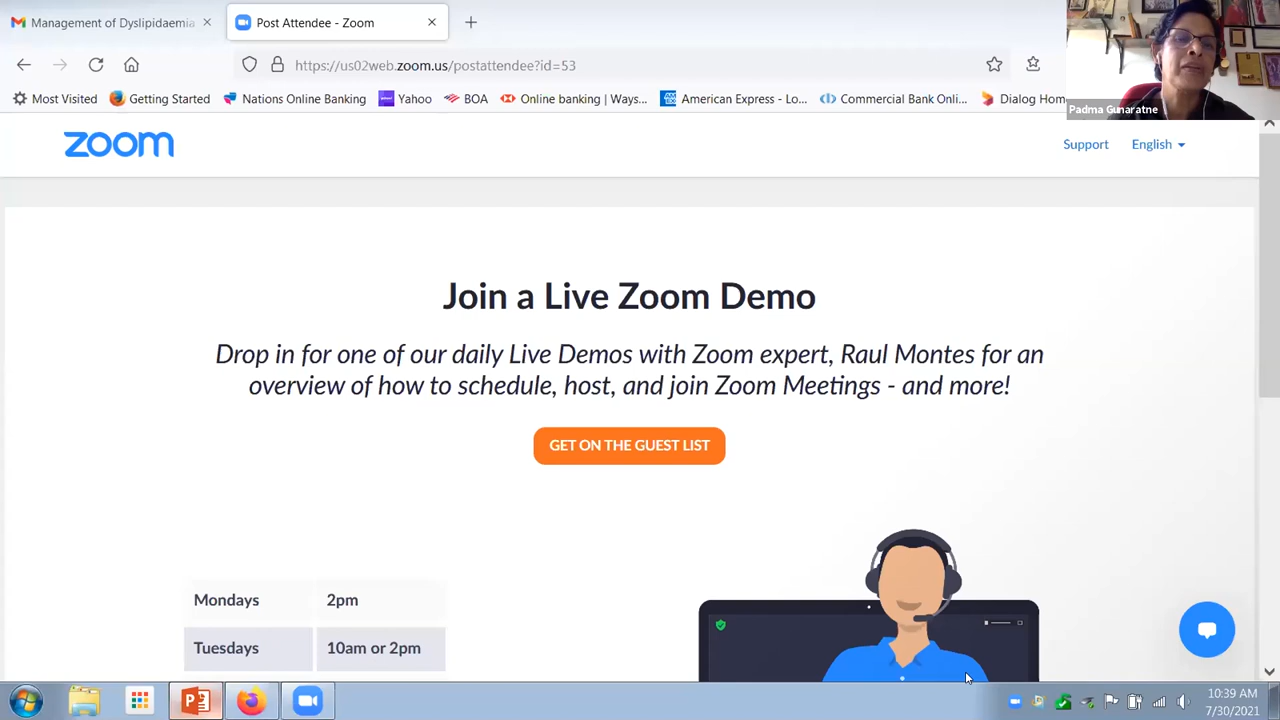 Management of Dyslipidaemia
Post Attendee - Zoom
https://us02web.zoom.us/postattendee?id=53
Most Visited
Getting Started
Nations Online Banking
Yahoo
BOA
Online banking | Ways...
American Express - Lo...
Commercial Bank Onli...
Dialog Hom
Padma Gunaratne
zoom
Support
English
Join a Live Zoom Demo
Drop in for one of our daily Live Demos with Zoom expert, Raul Montes for an
overview of how to schedule, host, and join Zoom Meetings - and more!
GET ON THE GUEST LIST
Mondays 2pm
Tuesdays 10am or 2pm
10:39 AM
7/30/2021